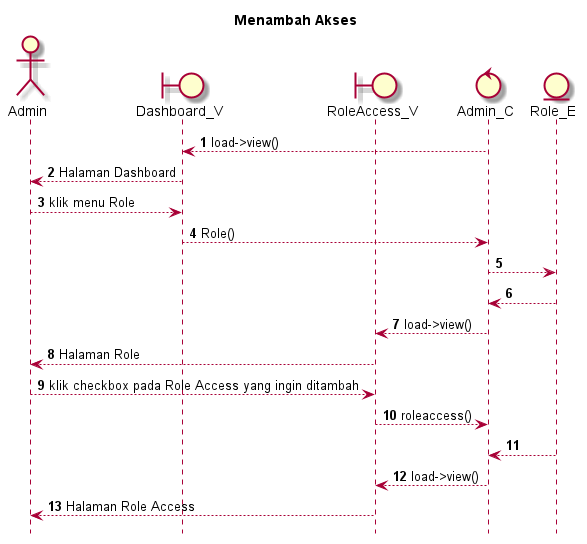 Menambah Akses
Admin
Dashboard_V
RoleAccess_V
Admin_C
Role_E
1 load->view()
2 Halaman Dashboard
3 klik menu Role
4 Role()
5
6
7 load->view()
8 Halaman Role
9 klik checkbox pada Role Access yang ingin ditambah
10 roleaccess()
11
12 load->view()
13 Halaman Role Access